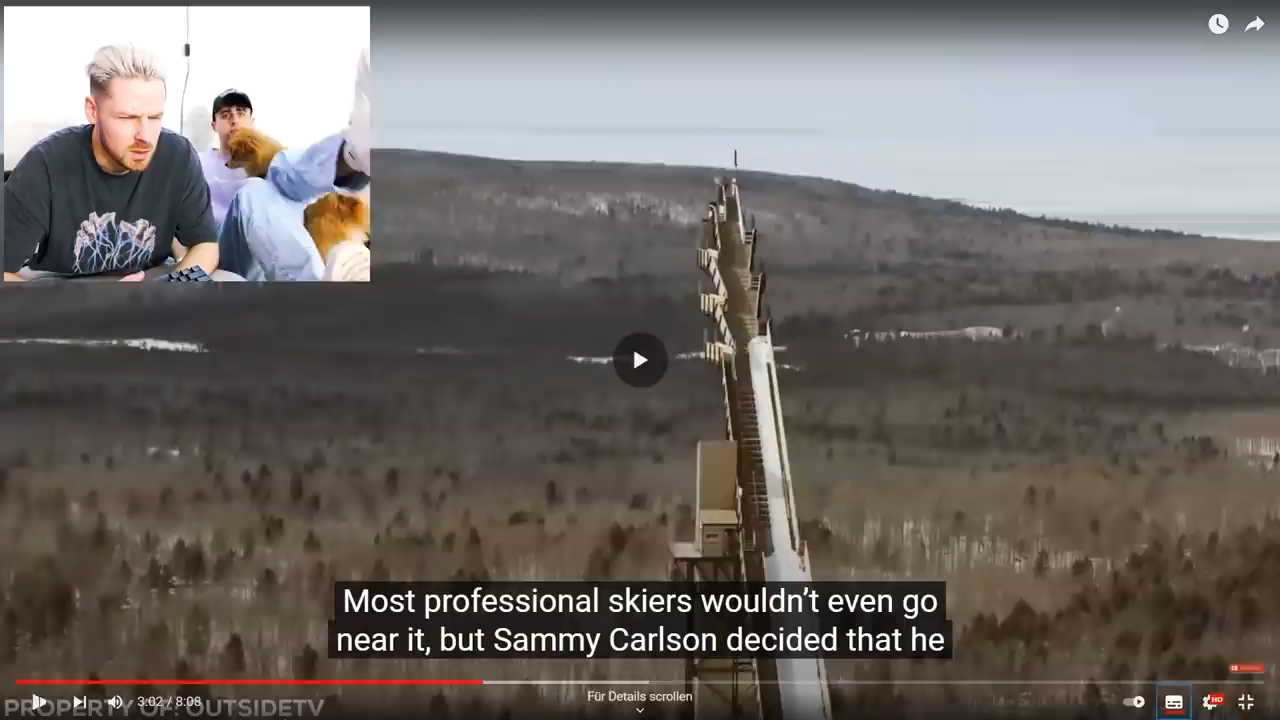 Most professional skiers wouldn’t even go
near it, but Sammy Carlson decided that he
Für Details scrollen
3:02 / 8:08
HD
PROPERTY OF: OUTSIDETV